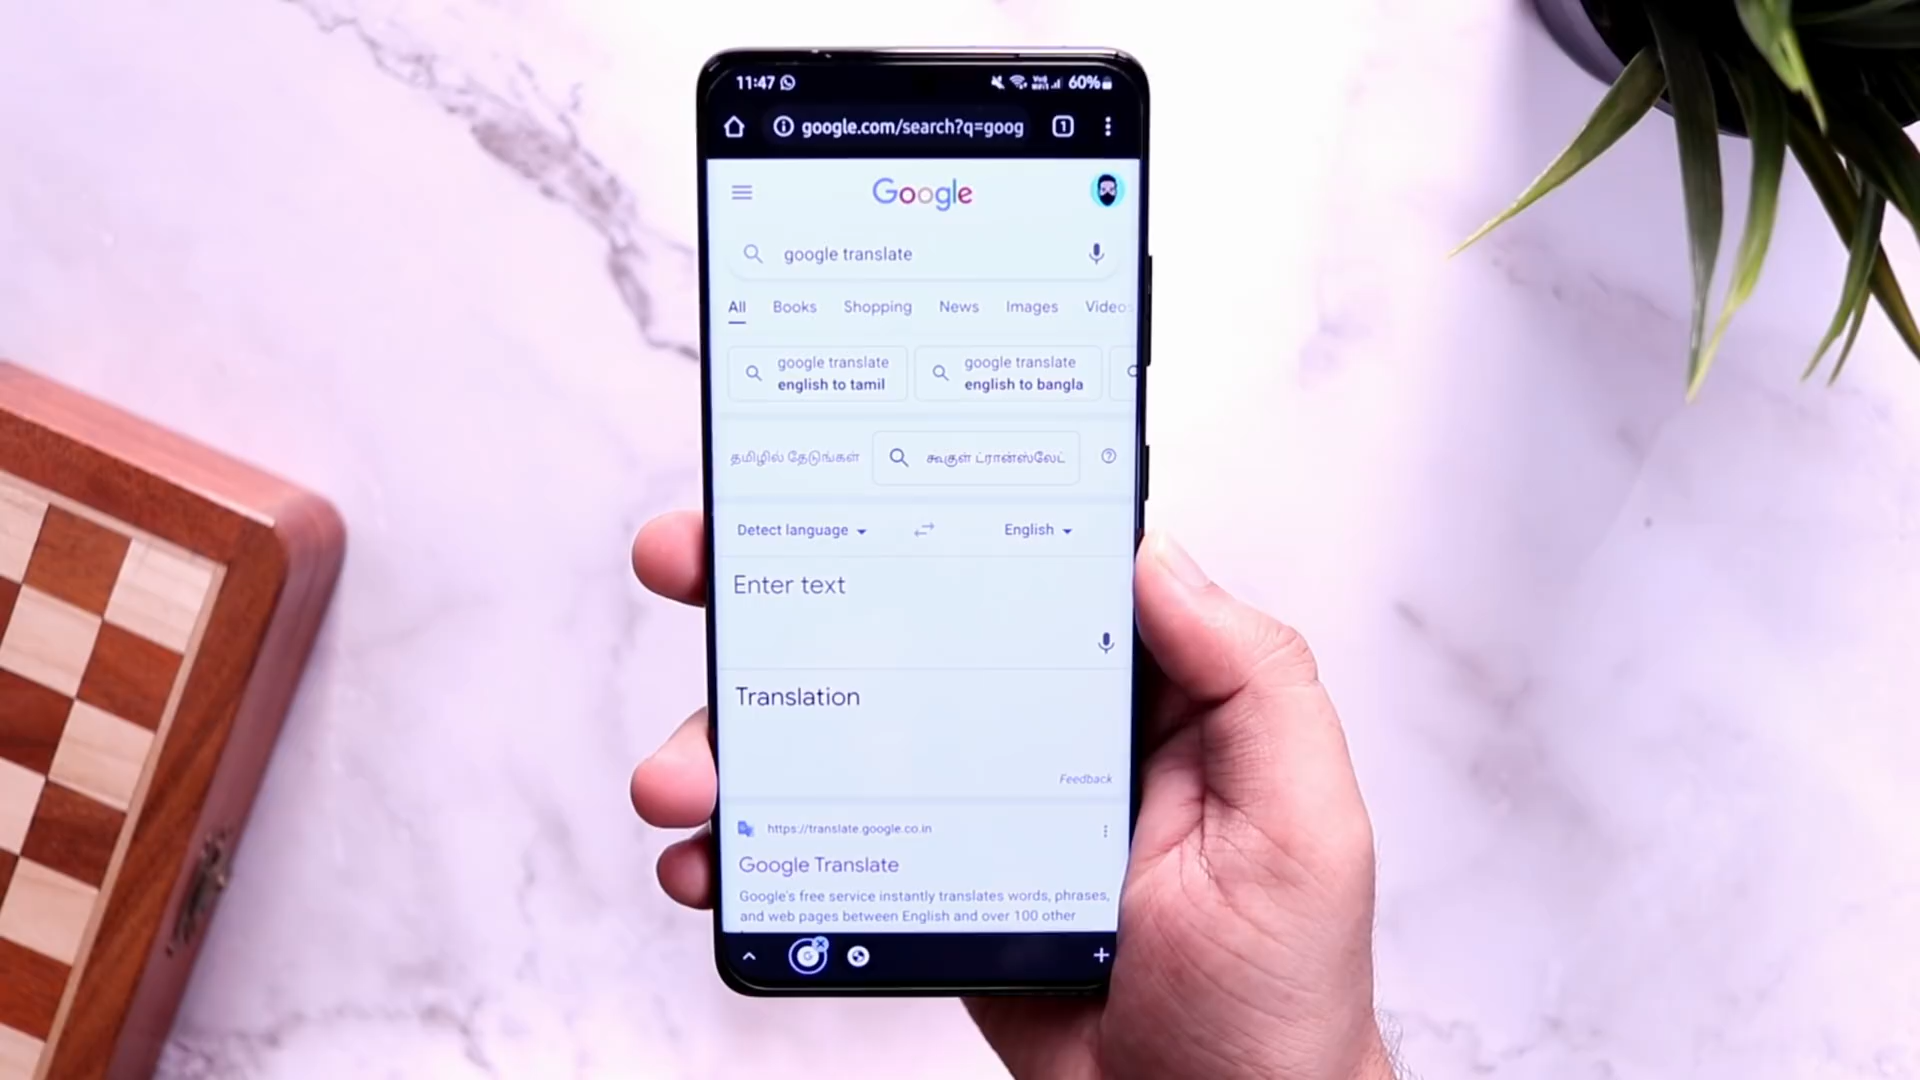 11:47
60%
google.com/search?q=goog
1
Google
google translate
All Books Shopping News Images Videos
google translate
english to tamil
google translate
english to bangla
தமிழில் தேடுங்கள்
கூகுள் ட்ரான்ஸ்லேட்
Detect language
English
Enter text
Translation
Feedback
https://translate.google.co.in
Google Translate
Google's free service instantly translates words, phrases,
and web pages between English and over 100 other